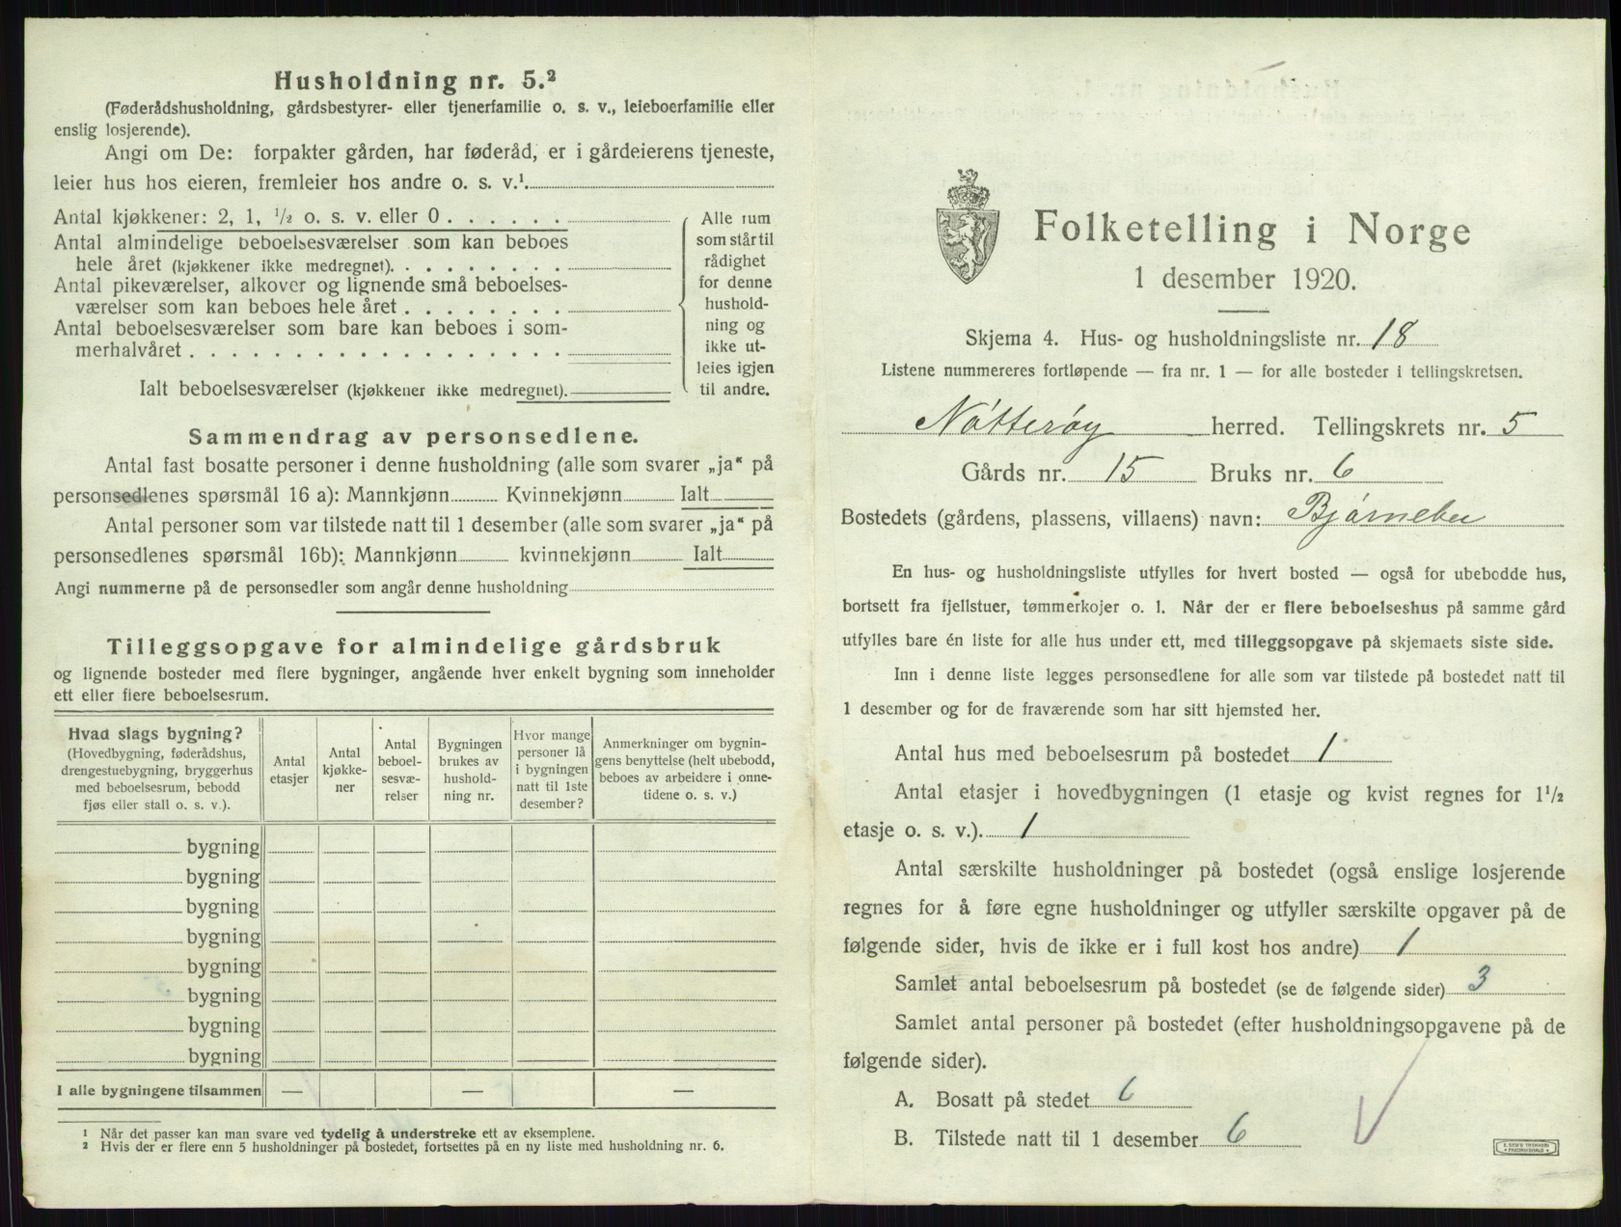 Husholdning nr. 5.²
(Føderådshusholdning, gårdsbestyrer- eller tjenerfamilie o. s. v., leieboerfamilie eller
enslig losjerende).
Angi om De: forpakter gården, har føderåd, er i gårdeierens tjeneste,
leier hus hos eieren, fremleier hos andre o. s. v.¹.
Antal kjøkkener: 2, 1, ½ o. s. v. eller 0 . . . . . .
Antal almindelige beboelsesværelser som kan beboes
hele året (kjøkkener ikke medregnet). . . . . . . .
Antal pikeværelser, alkover og lignende små beboelses-
værelser som kan beboes hele året . . . . . . . .
Antal beboelsesværelser som bare kan beboes i som-
merhalvåret . . . . . . . . . . . . . . . . . .
Ialt beboelsesværelser (kjøkkener ikke medregnet).
Alle rum
som står til
rådighet
for denne
hushold-
ning og
ikke ut-
leies igjen
til andre.
Sammendrag av personsedlene.
Antal fast bosatte personer i denne husholdning (alle som svarer „ja“ på
personsedlenes spørsmål 16 a): Mannkjønn Kvinnekjønn Ialt
Antal personer som var tilstede natt til 1 desember (alle som svarer „ja“ på
personsedlenes spørsmål 16b): Mannkjønn kvinnekjønn Ialt
Angi nummerne på de personsedler som angår denne husholdning
Tilleggsopgave for almindelige gårdsbruk
og lignende bosteder med flere bygninger, angående hver enkelt bygning som inneholder
ett eller flere beboelsesrum.
Hvad slags bygning?
(Hovedbygning, føderådshus,
drengestuebygning, bryggerhus
med beboelsesrum, bebodd
fjøs eller stall o. s. v.).
Antal
etasjer
Antal
kjøkke-
ner
Antal
beboel-
sesvæ-
relser
Bygningen
brukes av
hushold-
ning nr.
Hvor mange
personer lå
i bygningen
natt til 1ste
desember?
Anmerkninger om bygnin-
gens benyttelse (helt ubebodd,
beboes av arbeidere i onne-
tidene o. s. v.)
bygning
bygning
bygning
bygning
bygning
bygning
bygning
bygning
I alle bygningene tilsammen — — —
¹ Når det passer kan man svare ved tydelig å understreke ett av eksemplene.
² Hvis der er flere enn 5 husholdninger på bostedet, fortsettes på en ny liste med husholdning nr. 6.
Folketelling i Norge
1 desember 1920.
Skjema 4. Hus- og husholdningsliste nr. 18
Listene nummereres fortløpende — fra nr. 1 — for alle bosteder i tellingskretsen.
Nøtterøy herred. Tellingskrets nr. 5
Gårds nr. 15 Bruks nr. 6
Bostedets (gårdens, plassens, villaens) navn: Bjørnebu
En hus- og husholdningsliste utfylles for hvert bosted — også for ubebodde hus,
bortsett fra fjellstuer, tømmerkojer o. l. Når der er flere beboelseshus på samme gård
utfylles bare én liste for alle hus under ett, med tilleggsopgave på skjemaets siste side.
Inn i denne liste legges personsedlene for alle som var tilstede på bostedet natt til
1 desember og for de fraværende som har sitt hjemsted her.
Antal hus med beboelsesrum på bostedet 1
Antal etasjer i hovedbygningen (1 etasje og kvist regnes for 1½
etasje o. s. v.). 1
Antal særskilte husholdninger på bostedet (også enslige losjerende
regnes for å føre egne husholdninger og utfyller særskilte opgaver på de
følgende sider, hvis de ikke er i full kost hos andre) 1
Samlet antal beboelsesrum på bostedet (se de følgende sider) 3
Samlet antal personer på bostedet (efter husholdningsopgavene på de
følgende sider).
A. Bosatt på stedet 6
B. Tilstede natt til 1 desember 6